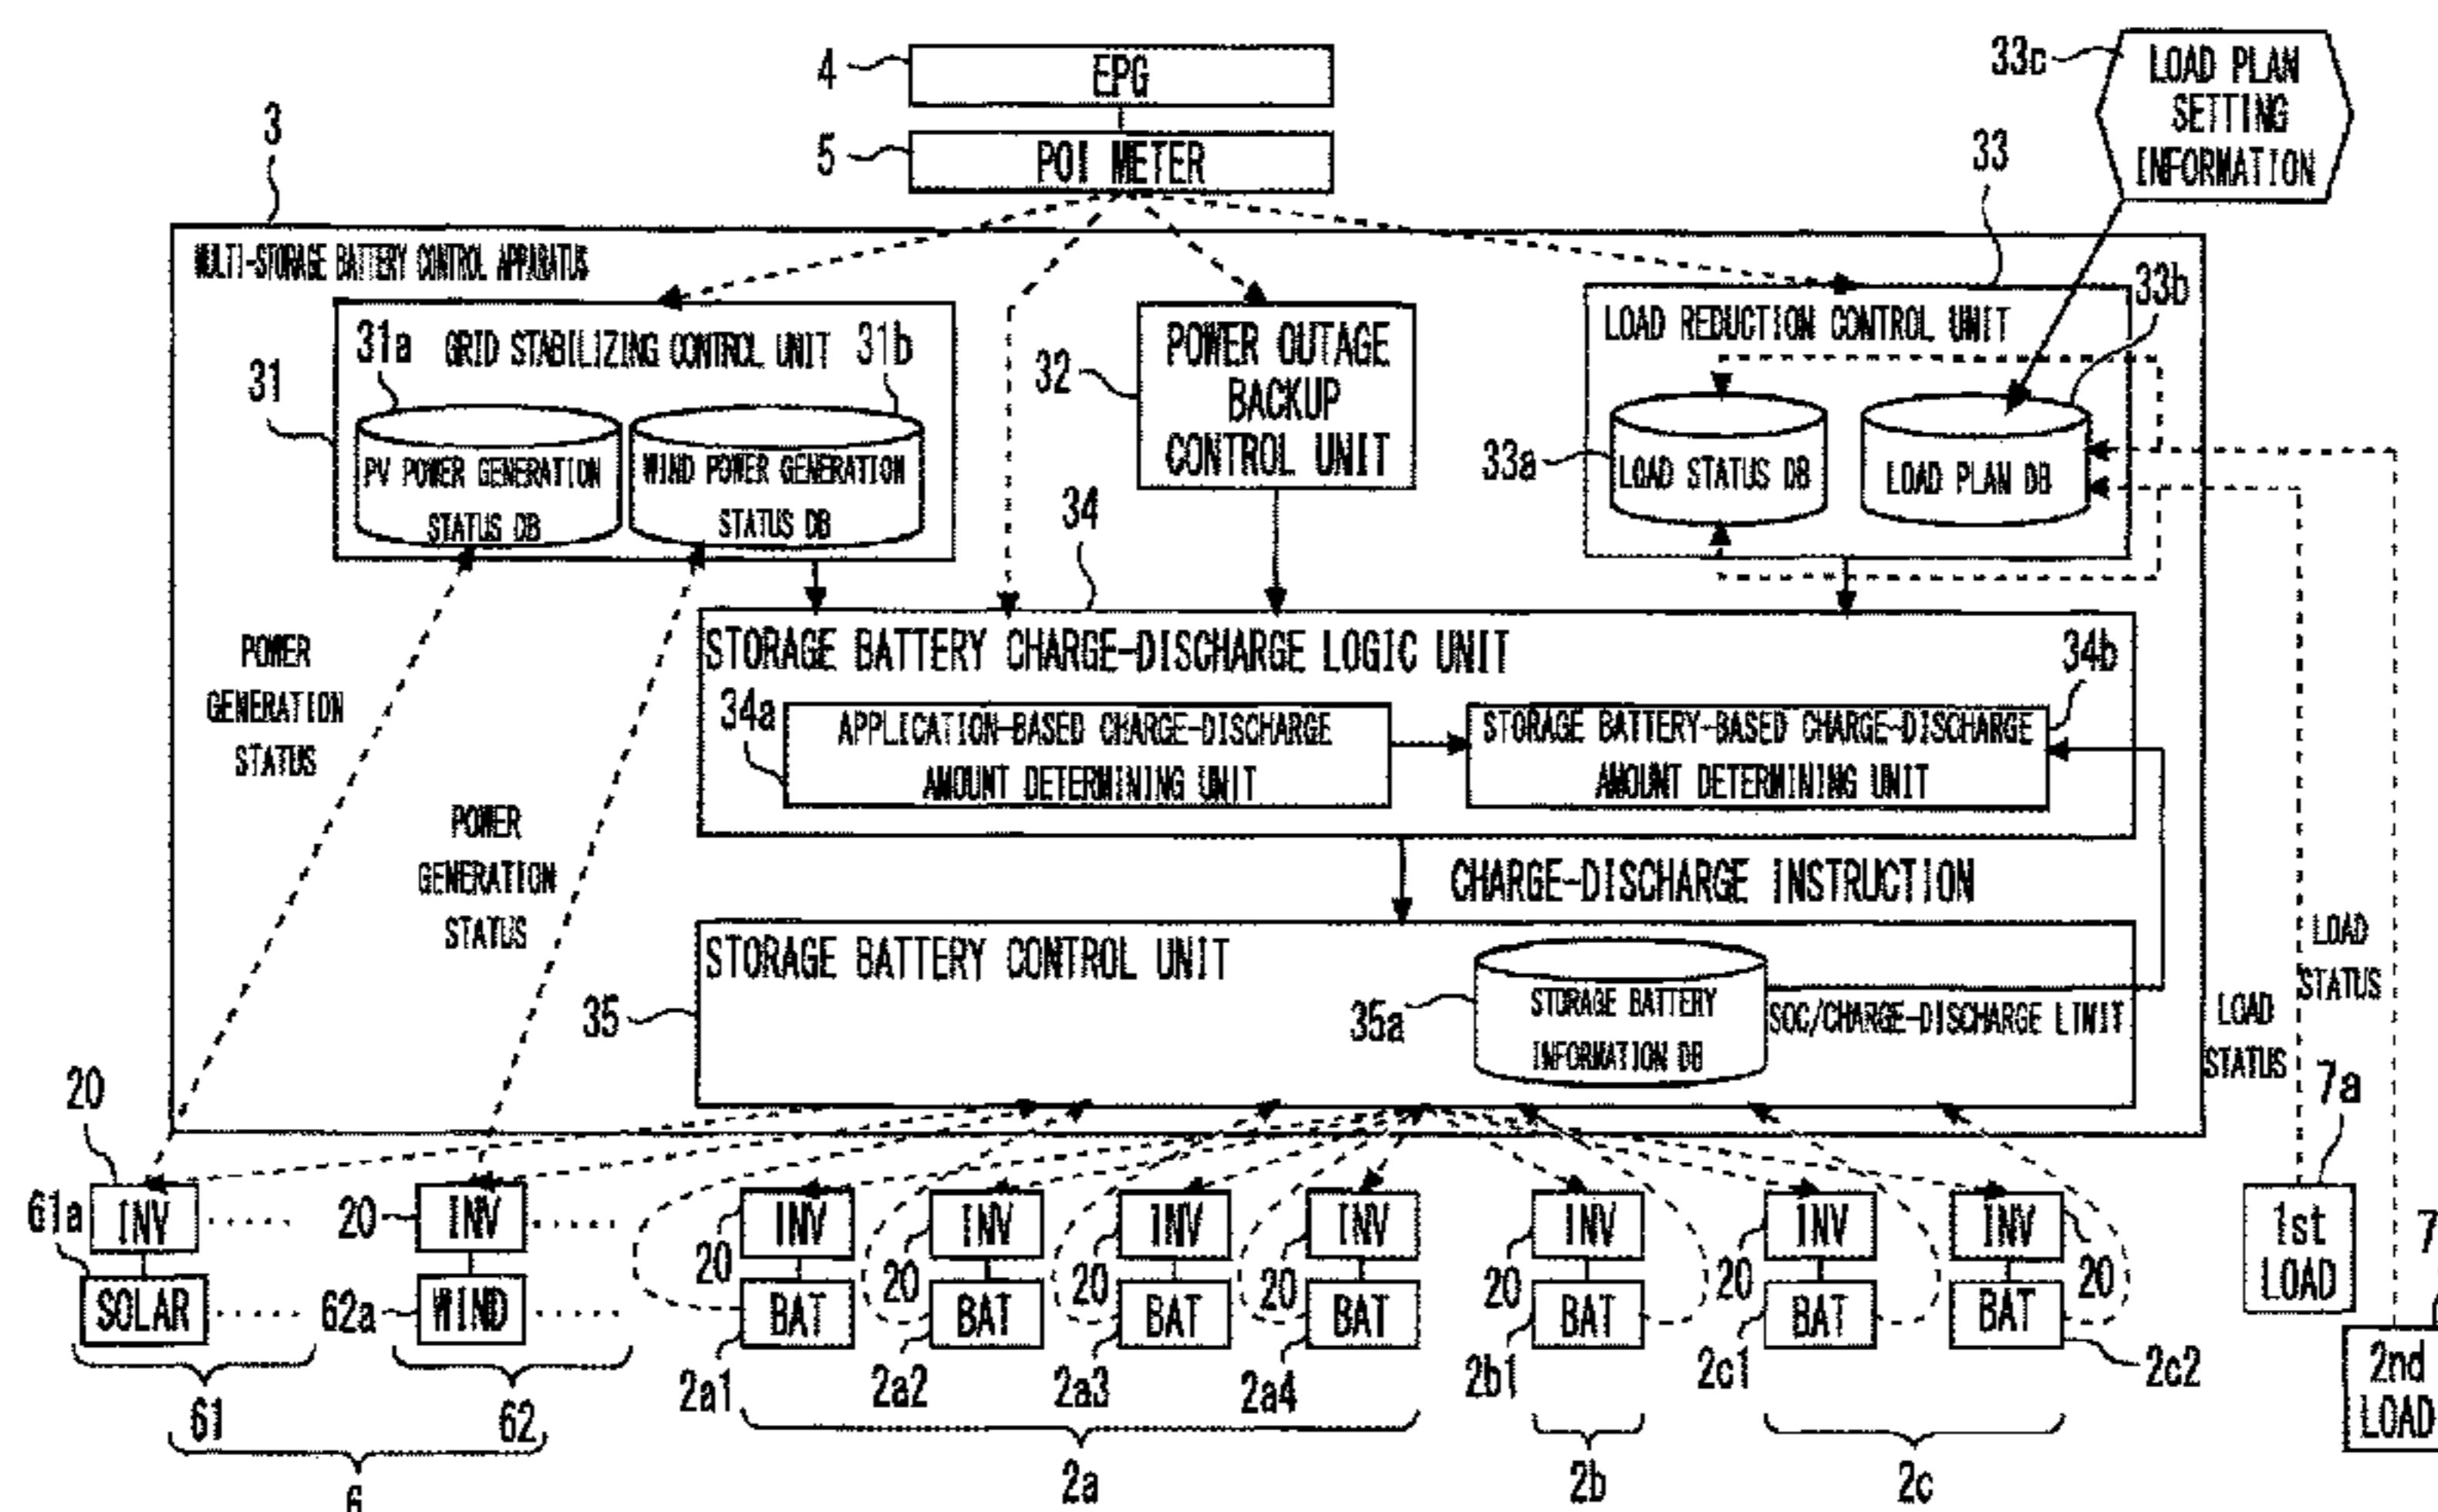 4
EPG
5
POI METER
33c
LOAD PLAN
SETTING
INFORMATION
3
33
MULTI-STORAGE BATTERY CONTROL APPARATUS
31
31a
GRID STABILIZING CONTROL UNIT
31b
PV POWER GENERATION
STATUS DB
WIND POWER GENERATION
STATUS DB
32
POWER OUTAGE
BACKUP
CONTROL UNIT
LOAD REDUCTION CONTROL UNIT
33b
33a
LOAD STATUS DB
LOAD PLAN DB
34
STORAGE BATTERY CHARGE-DISCHARGE LOGIC UNIT
34a
34b
APPLICATION-BASED CHARGE-DISCHARGE
AMOUNT DETERMINING UNIT
STORAGE BATTERY-BASED CHARGE-DISCHARGE
AMOUNT DETERMINING UNIT
POWER
GENERATION
STATUS
POWER
GENERATION
STATUS
CHARGE-DISCHARGE INSTRUCTION
STORAGE BATTERY CONTROL UNIT
35
35a
STORAGE BATTERY
INFORMATION DB
SOC/CHARGE-DISCHARGE LIMIT
LOAD
STATUS
LOAD
STATUS
20
61a
INV
SOLAR
20
INV
62a
WIND
20
INV
BAT
20
INV
BAT
20
INV
BAT
20
INV
BAT
20
INV
BAT
20
INV
BAT
20
INV
BAT
7a
1st
LOAD
7
2nd
LOAD
61
62
6
2a1
2a2
2a3
2a4
2b1
2c1
2c2
2a
2b
2c